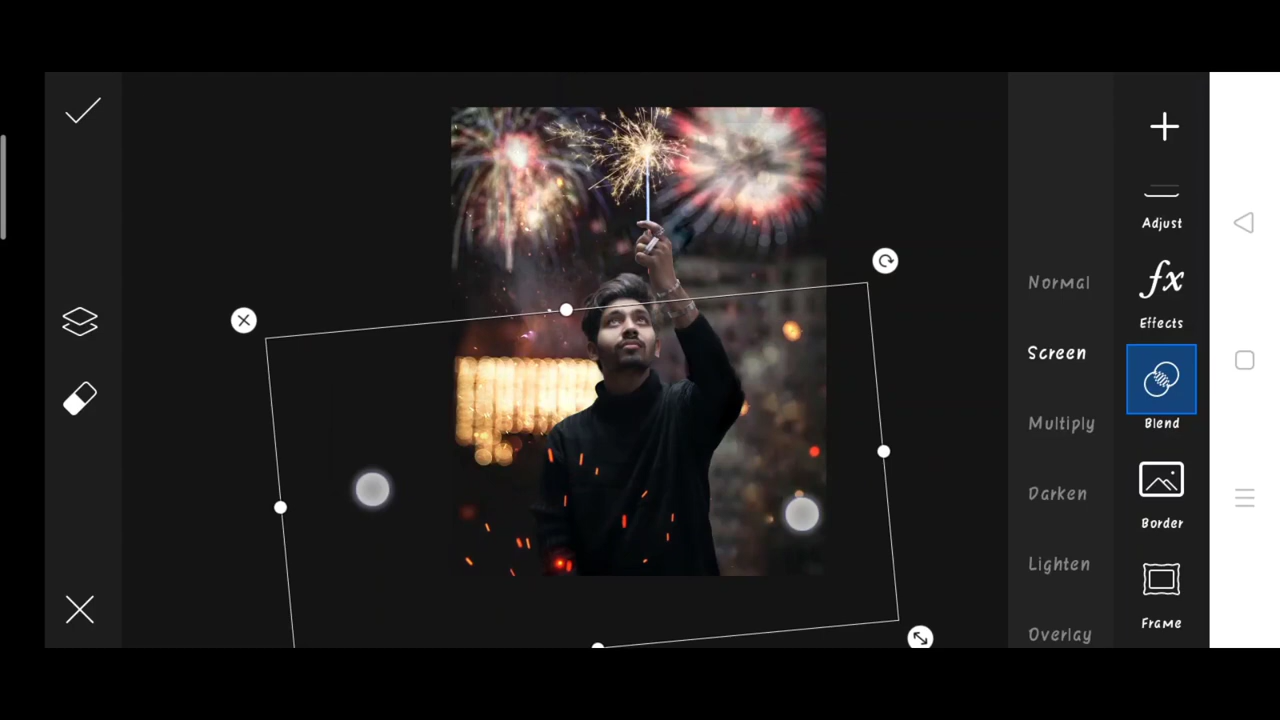 Adjust
fx
Effects
Normal
Screen
Blend
Multiply
Darken
Border
Lighten
Frame
Overlay